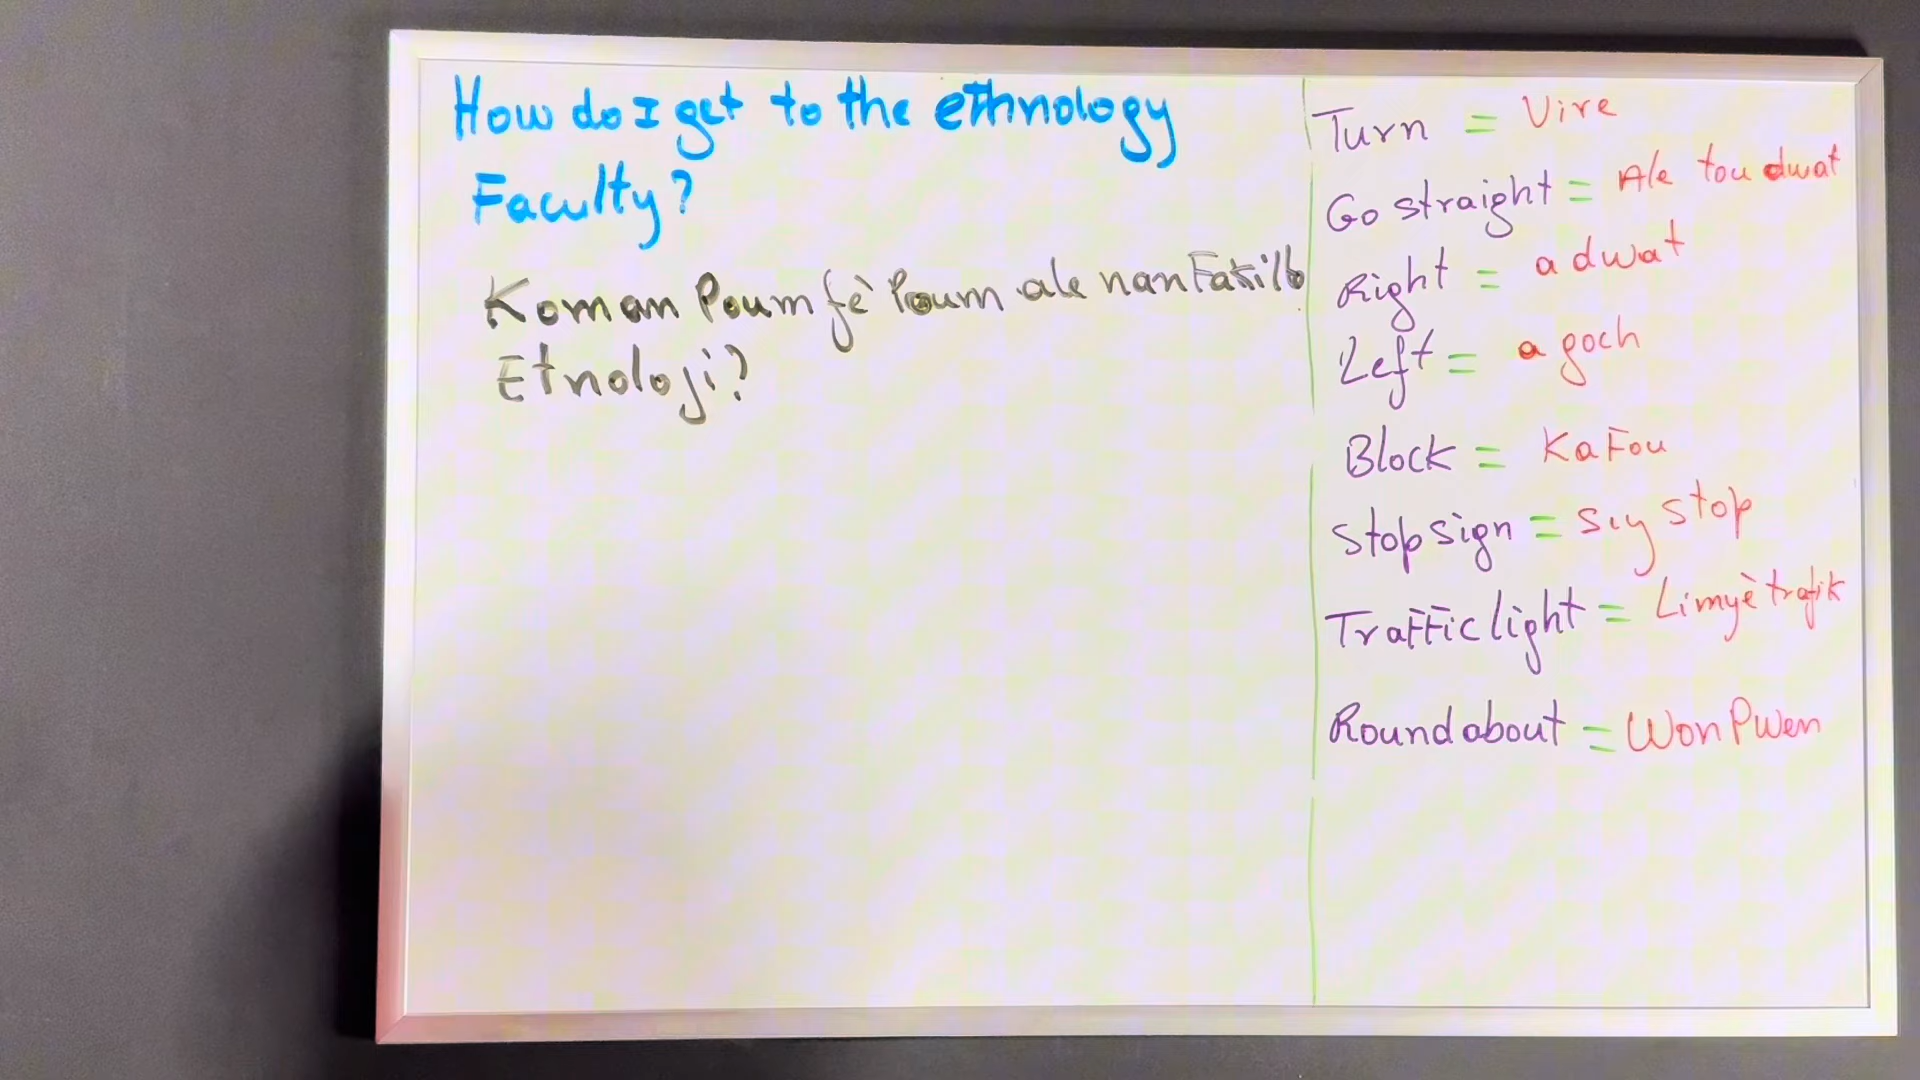 How do I get to the ethnology
Faculty?
Koman Poum fè Poum ale nan Fakilte
Etnoloji?
Turn = Vire
Go straight = Ale tou dwat
Right = a dwat
Left = a goch
Block = KaFou
Stop sign = siy stop
Traffic light = Limyè trafik
Round about = Won Pwen